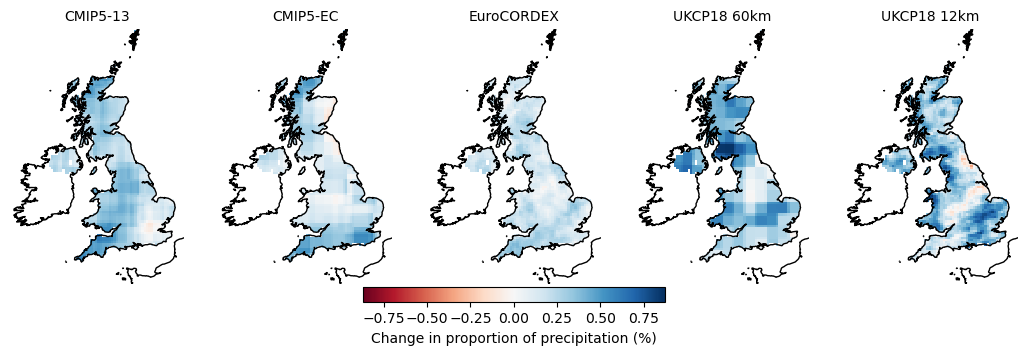 CMIP5-13 CMIP5-EC EuroCORDEX UKCP18 60km UKCP18 12km
−0.75 −0.50 −0.25 0.00 0.25 0.50 0.75
Change in proportion of precipitation (%)